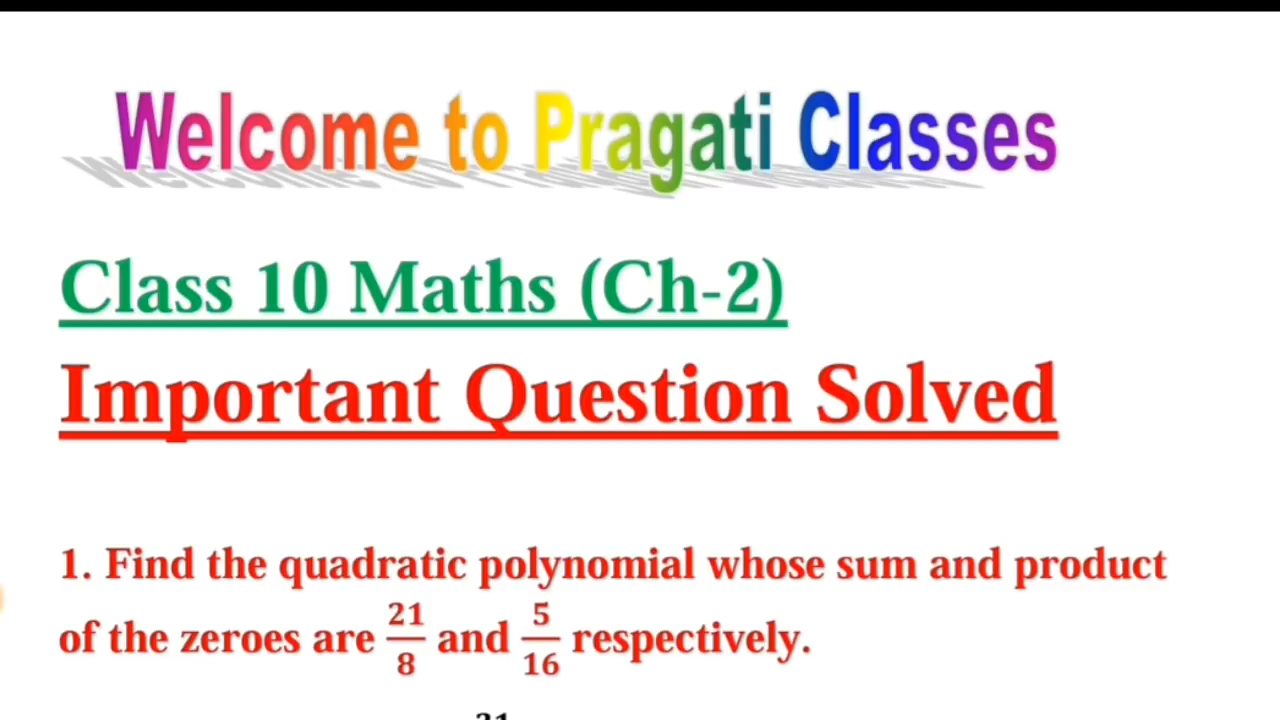 Welcome to Pragati Classes
Class 10 Maths (Ch-2)
Important Question Solved
1. Find the quadratic polynomial whose sum and product
of the zeroes are 21/8 and 5/16 respectively.